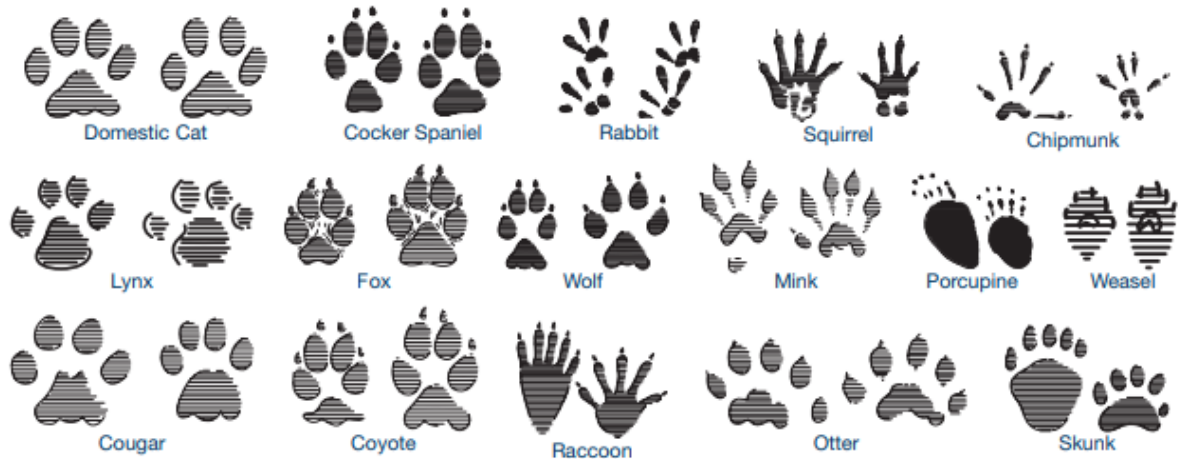 Domestic Cat
Cocker Spaniel
Rabbit
Squirrel
Chipmunk
Lynx
Fox
Wolf
Mink
Porcupine
Weasel
Cougar
Coyote
Raccoon
Otter
Skunk